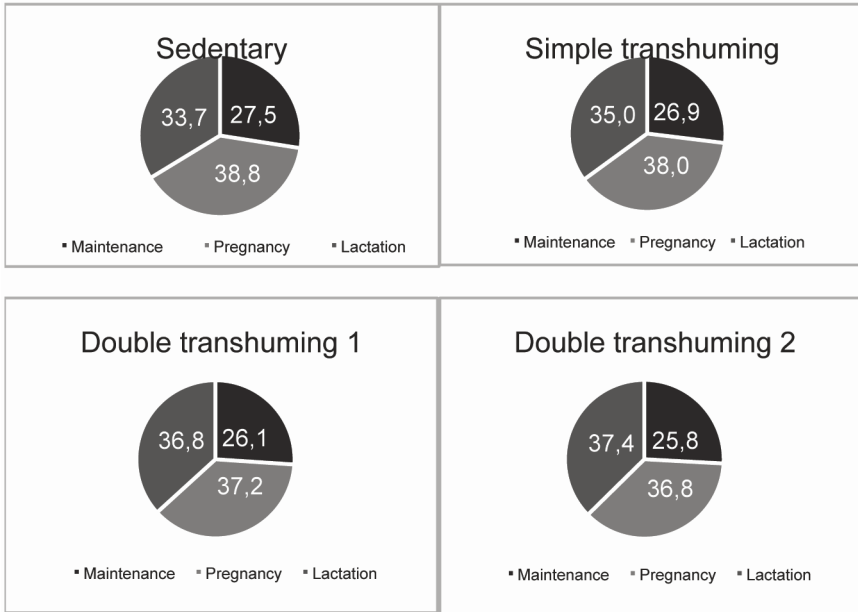 Sedentary
33,7 27,5
38,8
Maintenance Pregnancy Lactation
Simple transhuming
35,0 26,9
38,0
Maintenance Pregnancy Lactation
Double transhuming 1
36,8 26,1
37,2
Maintenance Pregnancy Lactation
Double transhuming 2
37,4 25,8
36,8
Maintenance Pregnancy Lactation